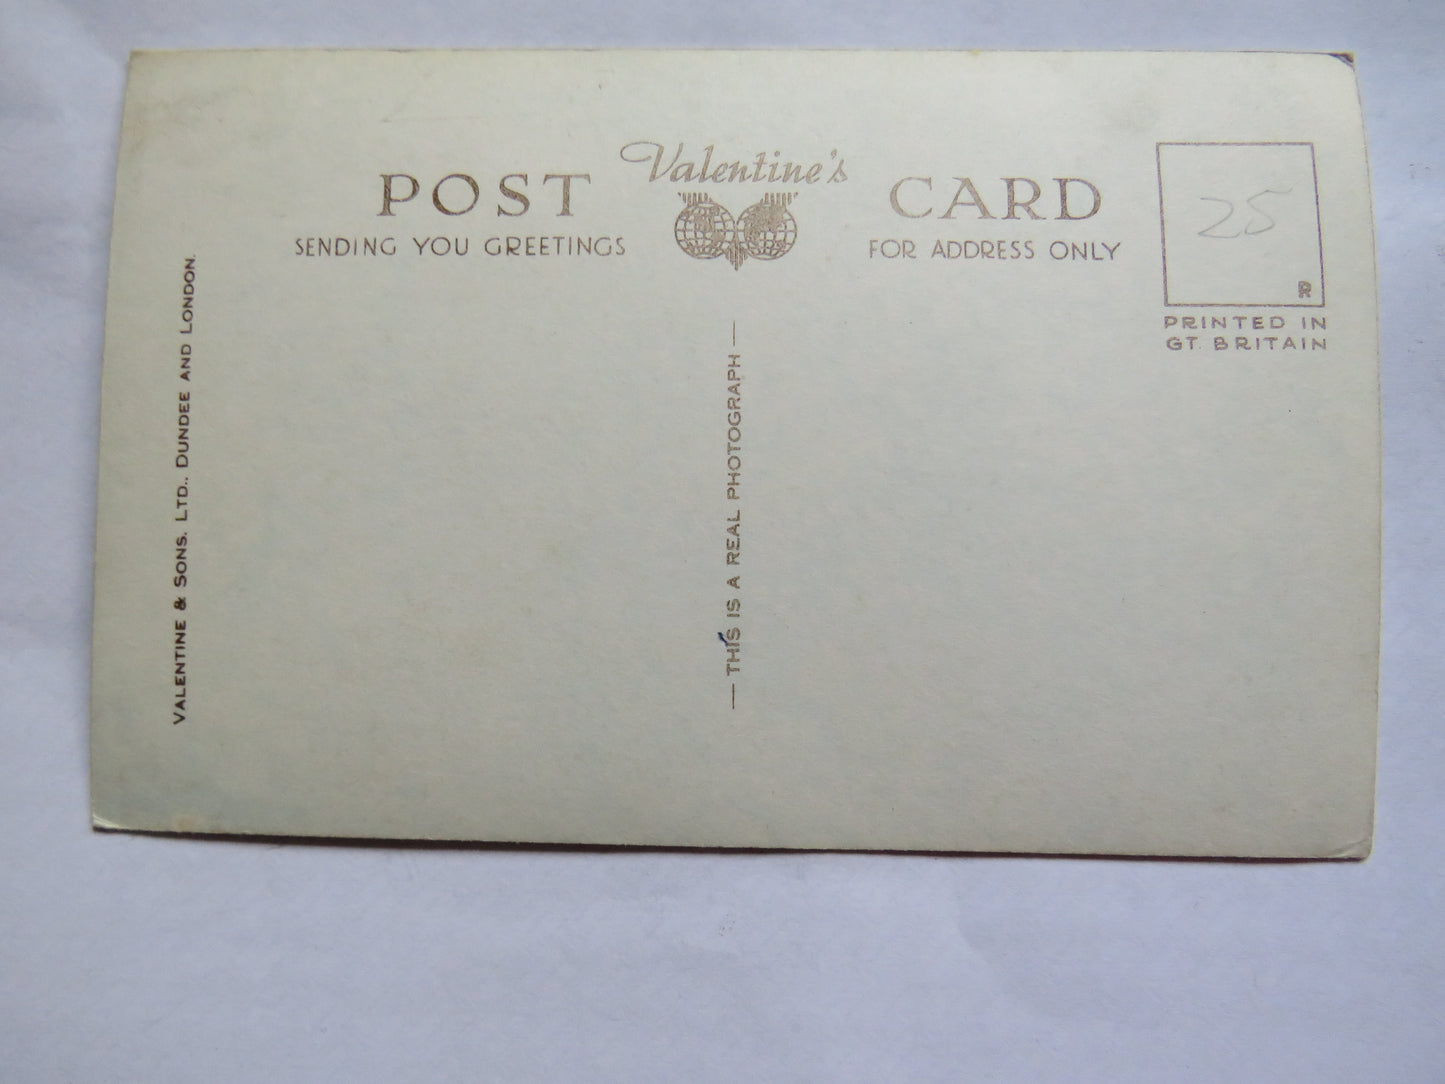 Valentine's
POST CARD
SENDING YOU GREETINGS
FOR ADDRESS ONLY
25
R
PRINTED IN
GT. BRITAIN
VALENTINE & SONS. LTD., DUNDEE AND LONDON.
— THIS IS A REAL PHOTOGRAPH —